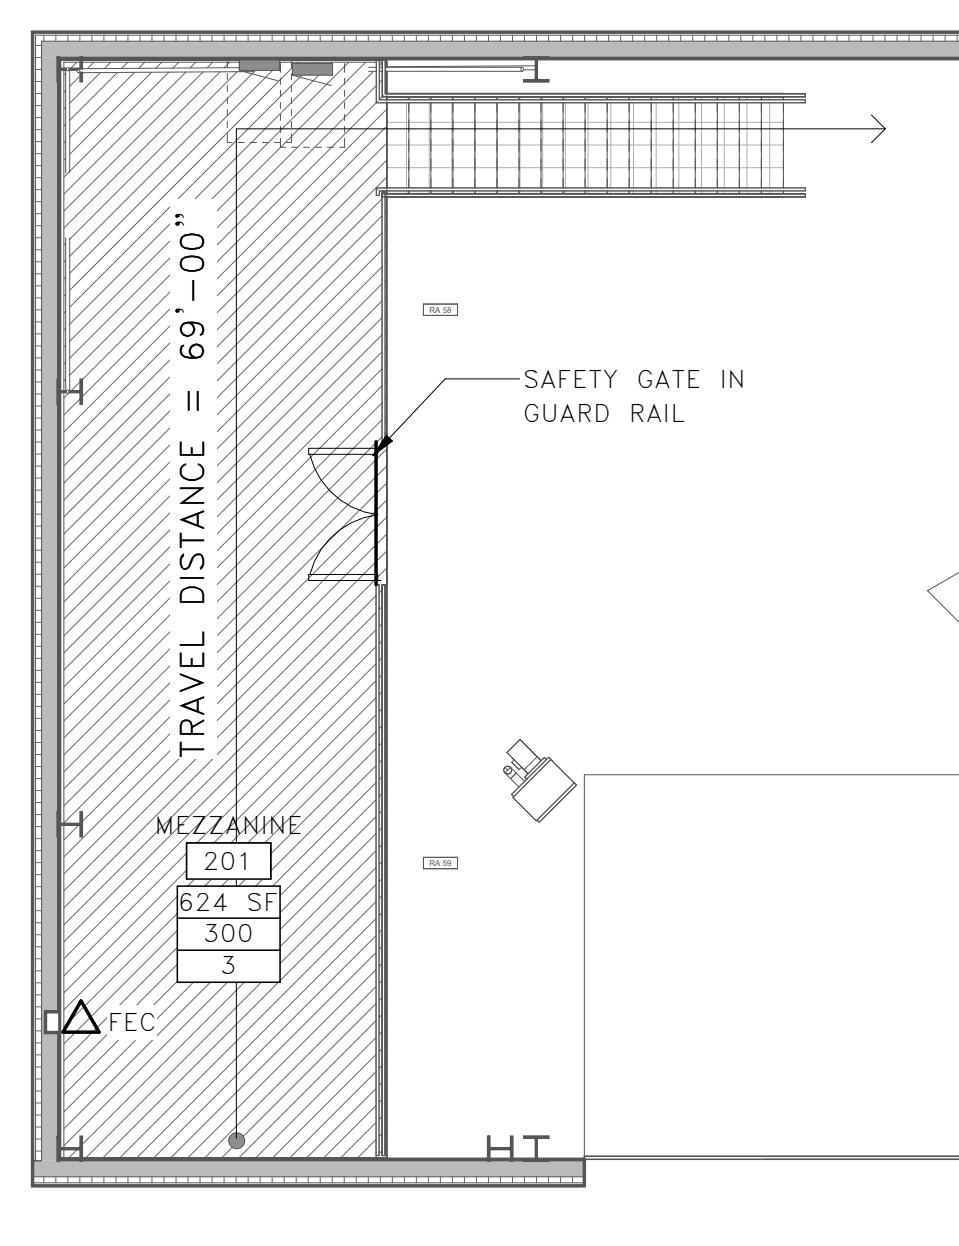 TRAVEL DISTANCE = 69'-00"
RA 58
SAFETY GATE IN
GUARD RAIL
MEZZANINE
201
RA 59
624 SF
300
3
FEC